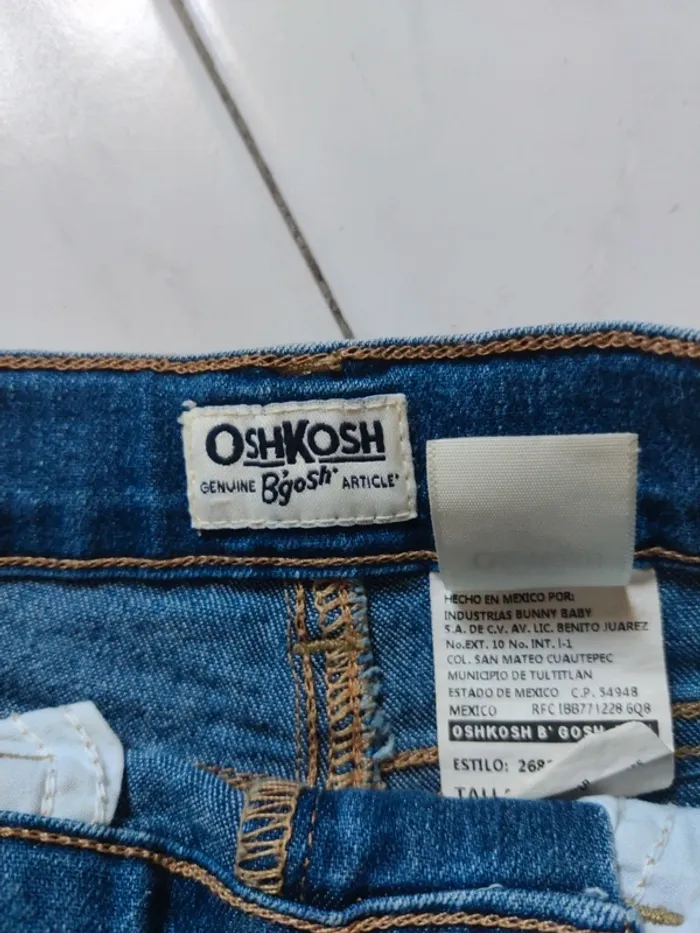 OSHKOSH
GENUINE B'gosh ARTICLE
HECHO EN MEXICO POR:
INDUSTRIAS BUNNY BABY
S.A. DE C.V. AV. LIC. BENITO JUAREZ
No.EXT. 10 No. INT. I-1
COL. SAN MATEO CUAUTEPEC
MUNICIPIO DE TULTITLAN
ESTADO DE MEXICO C.P. 54948
MEXICO RFC IBB771228 6Q8
OSHKOSH B' GOSH
ESTILO: 268